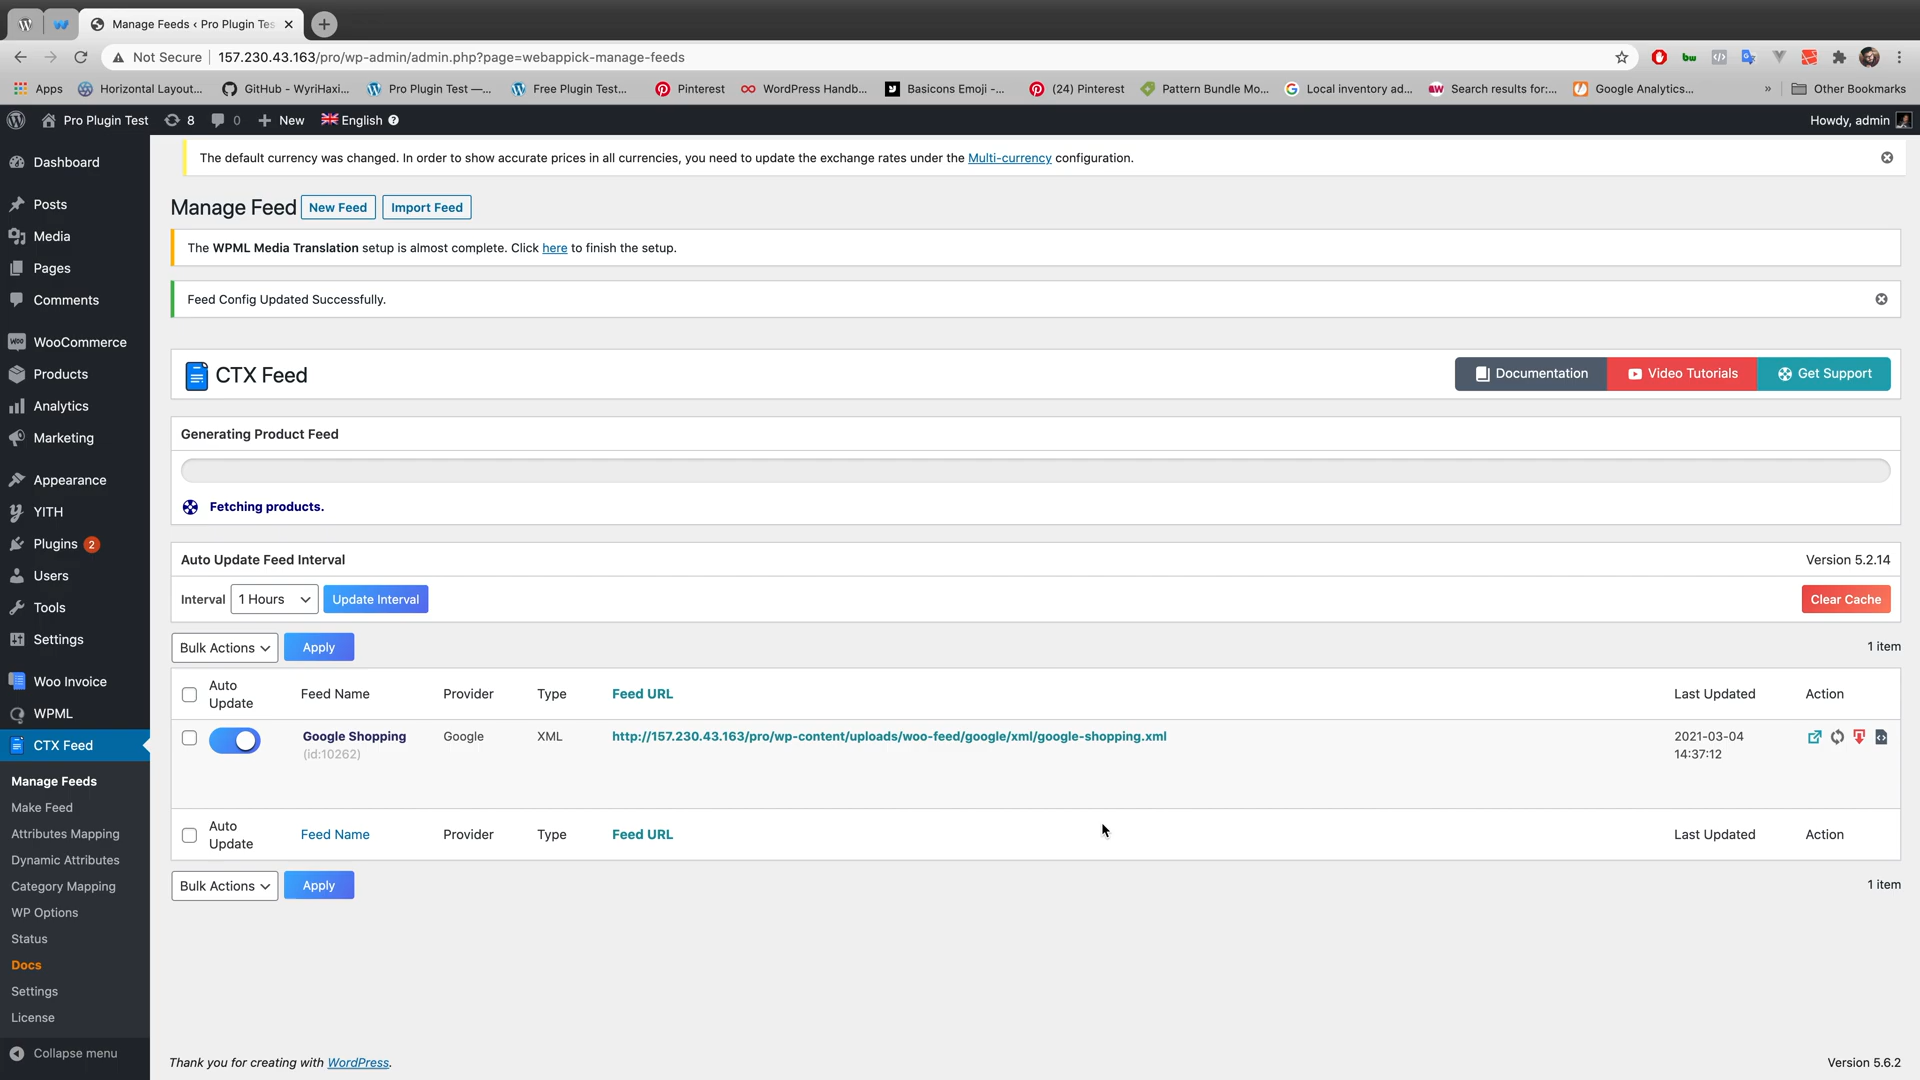 Manage Feeds ‹ Pro Plugin Tes
Not Secure
157.230.43.163/pro/wp-admin/admin.php?page=webappick-manage-feeds
Apps
Horizontal Layout...
GitHub - WyriHaxi...
Pro Plugin Test —...
Free Plugin Test...
Pinterest
WordPress Handb...
Basicons Emoji -...
(24) Pinterest
Pattern Bundle Mo...
Local inventory ad...
Search results for:...
Google Analytics...
»
Other Bookmarks
Pro Plugin Test
8
0
New
English
Howdy, admin
Dashboard
Posts
Media
Pages
Comments
WooCommerce
Products
Analytics
Marketing
Appearance
YITH
Plugins 2
Users
Tools
Settings
Woo Invoice
WPML
CTX Feed
Manage Feeds
Make Feed
Attributes Mapping
Dynamic Attributes
Category Mapping
WP Options
Status
Docs
Settings
License
Collapse menu
The default currency was changed. In order to show accurate prices in all currencies, you need to update the exchange rates under the Multi-currency configuration.
Manage Feed
New Feed
Import Feed
The WPML Media Translation setup is almost complete. Click here to finish the setup.
Feed Config Updated Successfully.
CTX Feed
Documentation
Video Tutorials
Get Support
Generating Product Feed
Fetching products.
Auto Update Feed Interval
Version 5.2.14
Interval
1 Hours
Update Interval
Clear Cache
Bulk Actions
Apply
1 item
Auto Update
Feed Name
Provider
Type
Feed URL
Last Updated
Action
Google Shopping
(id:10262)
Google
XML
http://157.230.43.163/pro/wp-content/uploads/woo-feed/google/xml/google-shopping.xml
2021-03-04
14:37:12
Auto Update
Feed Name
Provider
Type
Feed URL
Last Updated
Action
Bulk Actions
Apply
1 item
Thank you for creating with WordPress.
Version 5.6.2